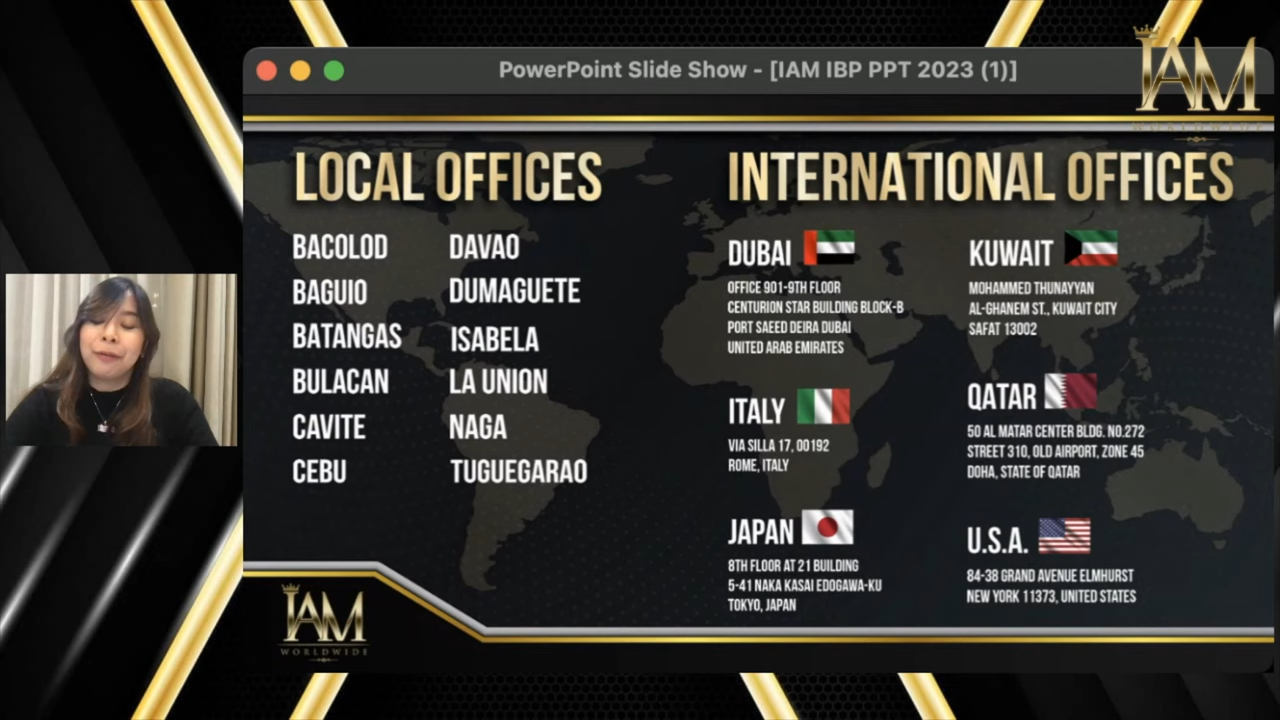 PowerPoint Slide Show - [IAM IBP PPT 2023 (1)]
IAM
WORLDWIDE
LOCAL OFFICES
BACOLOD
BAGUIO
BATANGAS
BULACAN
CAVITE
CEBU
DAVAO
DUMAGUETE
ISABELA
LA UNION
NAGA
TUGUEGARAO
INTERNATIONAL OFFICES
DUBAI
OFFICE 901-9TH FLOOR
CENTURION STAR BUILDING BLOCK-B
PORT SAEED DEIRA DUBAI
UNITED ARAB EMIRATES
ITALY
VIA SILLA 17, 00192
ROME, ITALY
JAPAN
8TH FLOOR AT 21 BUILDING
5-41 NAKA KASAI EDOGAWA-KU
TOKYO, JAPAN
KUWAIT
MOHAMMED THUNAYYAN
AL-GHANEM ST., KUWAIT CITY
SAFAT 13002
QATAR
50 AL MATAR CENTER BLDG. NO.272
STREET 310, OLD AIRPORT, ZONE 45
DOHA, STATE OF QATAR
U.S.A.
84-38 GRAND AVENUE ELMHURST
NEW YORK 11373, UNITED STATES
IAM
WORLDWIDE